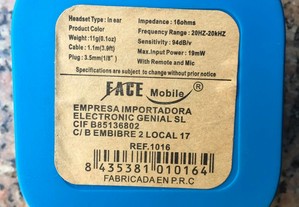 Headset Type: In ear
Impedance : 16ohms
Product Color
Frequency Range: 20HZ-20kHZ
Weight: 11g(0.1oz)
Sensitivity : 94dB/v
Cable: 1.1m(3.9ft)
Max.Input Power : 19mW
Plug : 3.5mm(1/8" )
With Remote and Mic
Specifications are subject to change without prior notice
FACE Mobile ®
EMPRESA IMPORTADORA
ELECTRONIC GENIAL SL
CIF B85136802
C/ B EMBIBRE 2 LOCAL 17
REF.1016
8 435381 010164
FABRICADA EN P.R.C